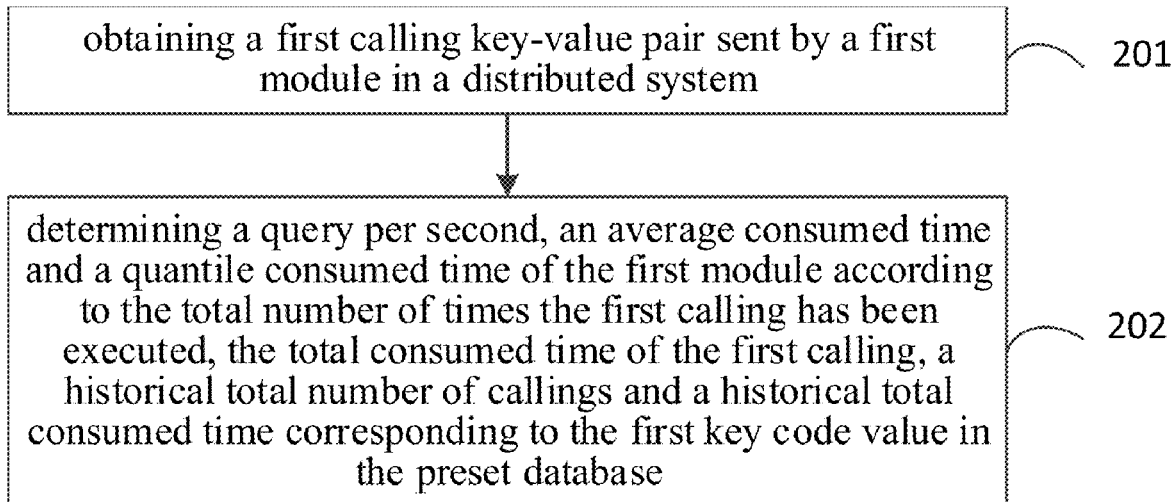 obtaining a first calling key-value pair sent by a first
module in a distributed system
201
determining a query per second, an average consumed time
and a quantile consumed time of the first module according
to the total number of times the first calling has been
executed, the total consumed time of the first calling, a
historical total number of callings and a historical total
consumed time corresponding to the first key code value in
the preset database
202